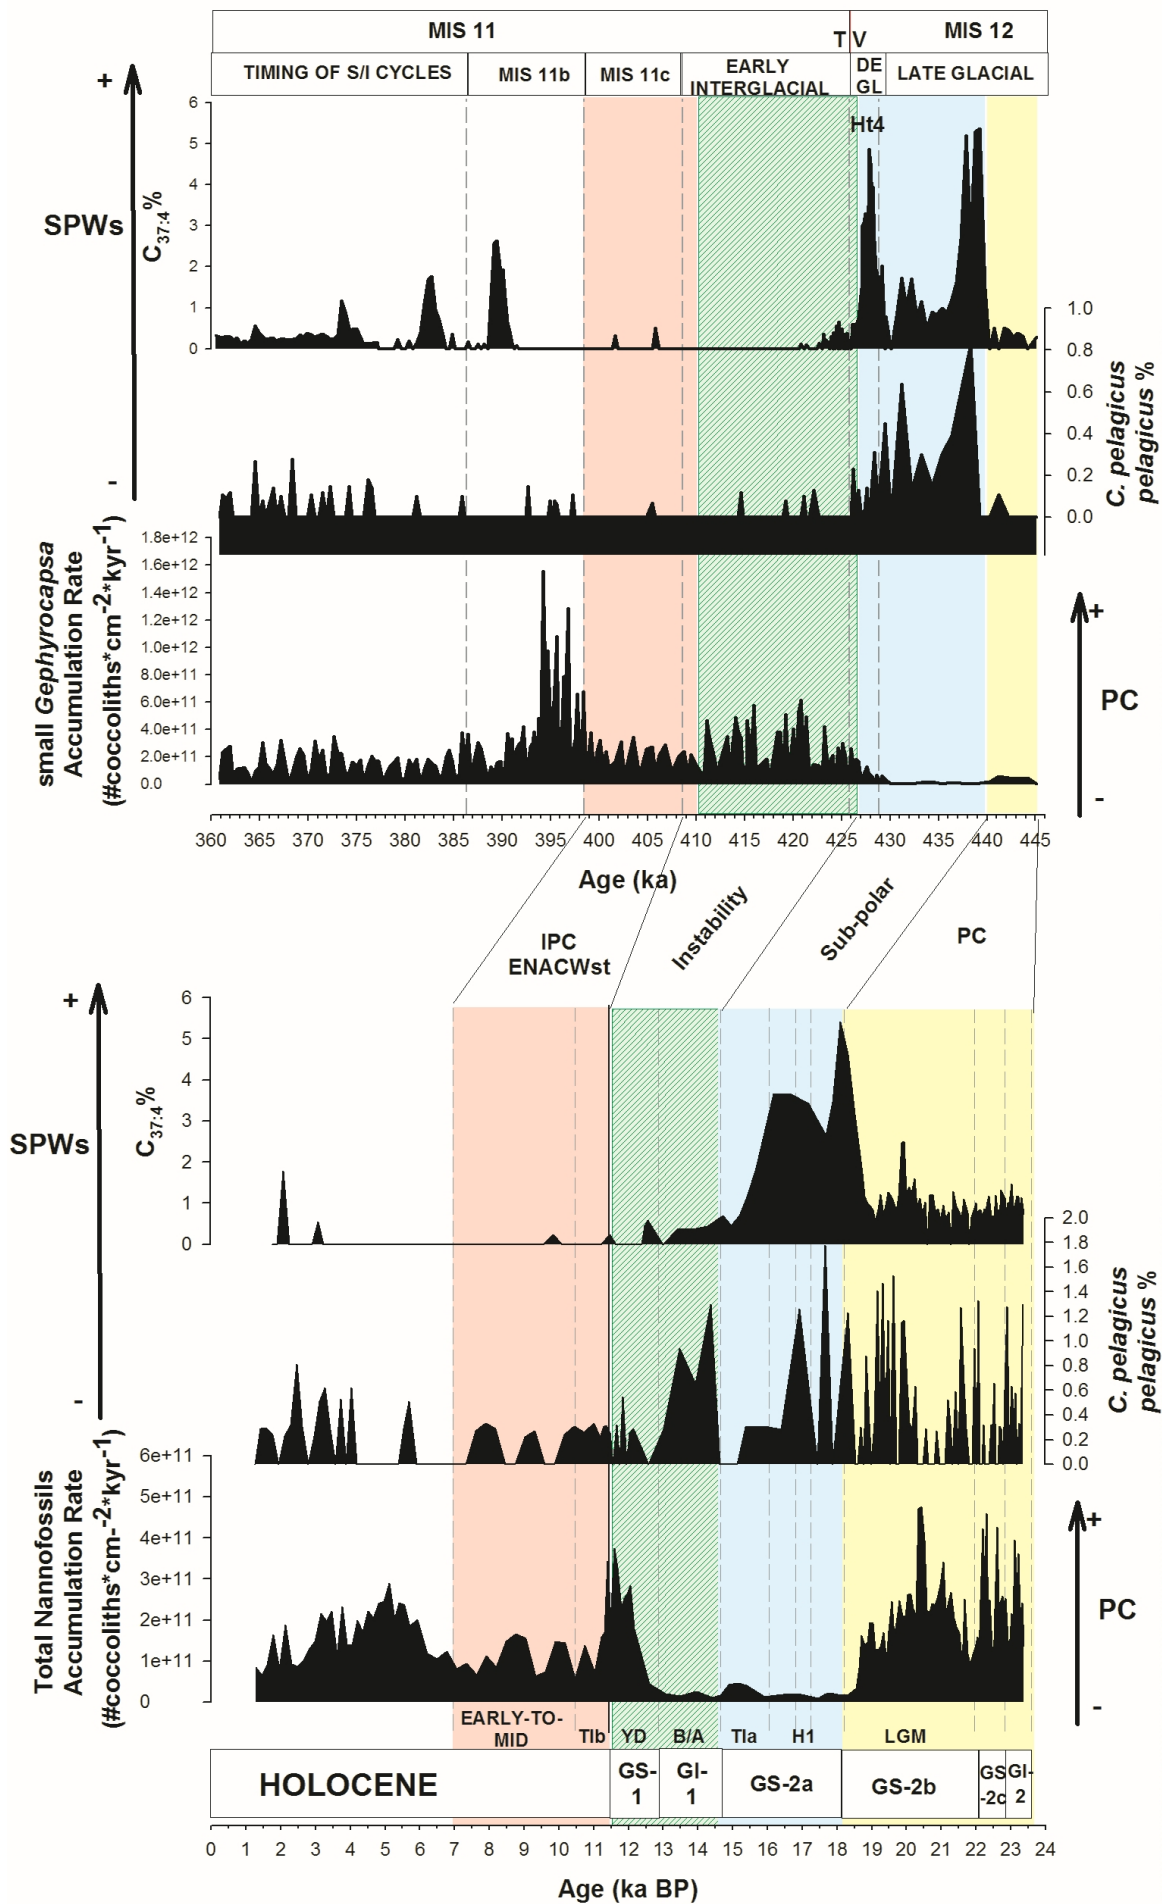 MIS 11
T V
MIS 12
TIMING OF S/I CYCLES
MIS 11b
MIS 11c
EARLY
INTERGLACIAL
DE
GL
LATE GLACIAL
Ht4
+
SPWs
-
C37:4%
6
5
4
3
2
1
0
1.0
0.8
0.6
0.4
0.2
0.0
C. pelagicus
pelagicus %
small Gephyrocapsa
Accumulation Rate
(#coccoliths*cm-2*kyr-1)
1.8e+12
1.6e+12
1.4e+12
1.2e+12
1.0e+12
8.0e+11
6.0e+11
4.0e+11
2.0e+11
0.0
+
PC
-
360 365 370 375 380 385 390 395 400 405 410 415 420 425 430 435 440 445
Age (ka)
IPC
ENACWst
Instability
Sub-polar
PC
+
SPWs
-
C37:4%
6
5
4
3
2
1
0
2.0
1.8
1.6
1.4
1.2
1.0
0.8
0.6
0.4
0.2
0.0
C. pelagicus
pelagicus %
Total Nannofossils
Accumulation Rate
(#coccoliths*cm-2*kyr-1)
6e+11
5e+11
4e+11
3e+11
2e+11
1e+11
0
+
PC
-
EARLY-TO-
MID
TIb
YD
B/A
TIa
H1
LGM
HOLOCENE
GS-
1
GI-
1
GS-2a
GS-2b
GS
-2c
GI-
2
0 1 2 3 4 5 6 7 8 9 10 11 12 13 14 15 16 17 18 19 20 21 22 23 24
Age (ka BP)